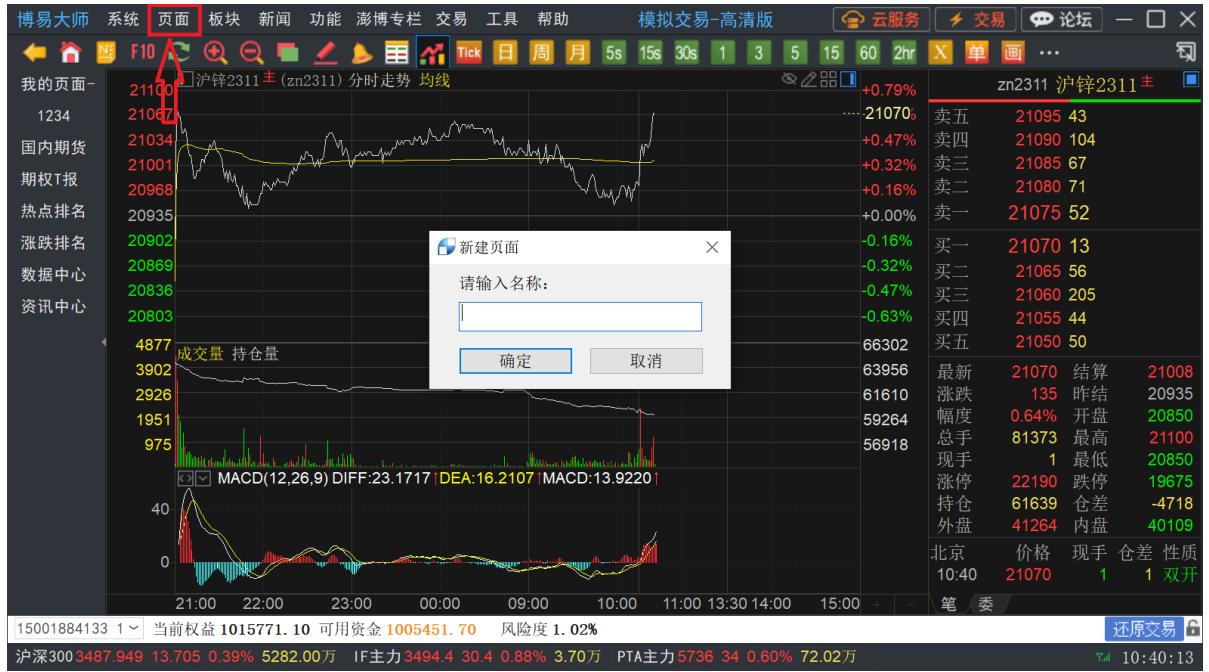 博易大师 系统 页面 板块 新闻 功能 澎博专栏 交易 工具 帮助 模拟交易-高清版 云服务 交易 论坛
F10 Tick 日 周 月 5s 15s 30s 1 3 5 15 60 2hr X 单 画 ...
我的页面-
1234
国内期货
期权T报
热点排名
涨跌排名
数据中心
资讯中心
沪锌2311主 (zn2311) 分时走势 均线
21100 +0.79%
21067 21070
21034 +0.47%
21001 +0.32%
20968 +0.16%
20935 +0.00%
20902 -0.16%
20869 -0.32%
20836 -0.47%
20803 -0.63%
新建页面
请输入名称:
确定 取消
4877 成交量 持仓量 66302
3902 63956
2926 61610
1951 59264
975 56918
MACD(12,26,9) DIFF:23.1717↑DEA:16.2107↑MACD:13.9220↑
40
0
21:00 22:00 23:00 00:00 09:00 10:00 11:00 13:30 14:00 15:00
zn2311 沪锌2311主
卖五 21095 43
卖四 21090 104
卖三 21085 67
卖二 21080 71
卖一 21075 52
买一 21070 13
买二 21065 56
买三 21060 205
买四 21055 44
买五 21050 50
最新 21070 结算 21008
涨跌 135 昨结 20935
幅度 0.64% 开盘 20850
总手 81373 最高 21100
现手 1 最低 20850
涨停 22190 跌停 19675
持仓 61639 仓差 -4718
外盘 41264 内盘 40109
北京 价格 现手 仓差 性质
10:40 21070 1 1 双开
笔 委
15001884133 1 当前权益 1015771.10 可用资金 1005451.70 风险度 1.02% 还原交易
沪深300 3487.949 13.705 0.39% 5282.00万 IF主力 3494.4 30.4 0.88% 3.70万 PTA主力 5736 34 0.60% 72.02万 10:40:13